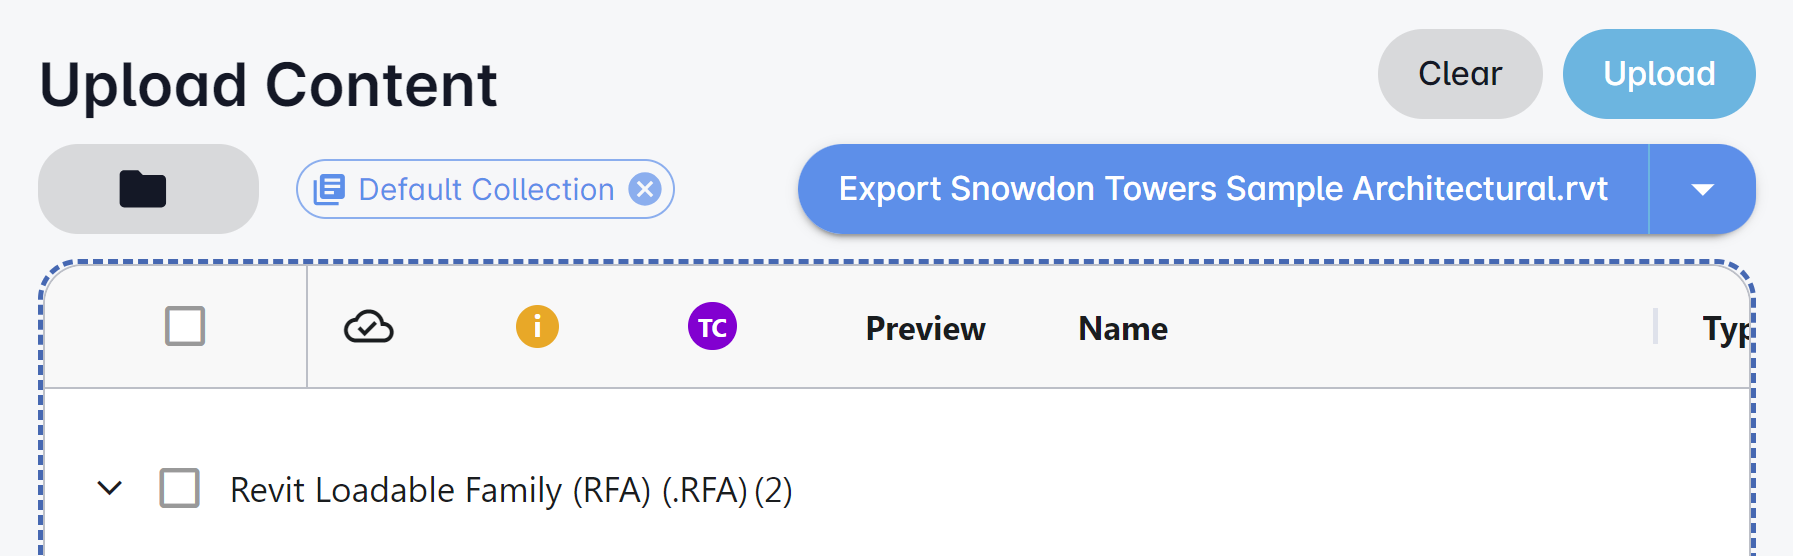 Upload Content
Clear
Upload
Default Collection
Export Snowdon Towers Sample Architectural.rvt
i
TC
Preview
Name
Typ
Revit Loadable Family (RFA) (.RFA) (2)